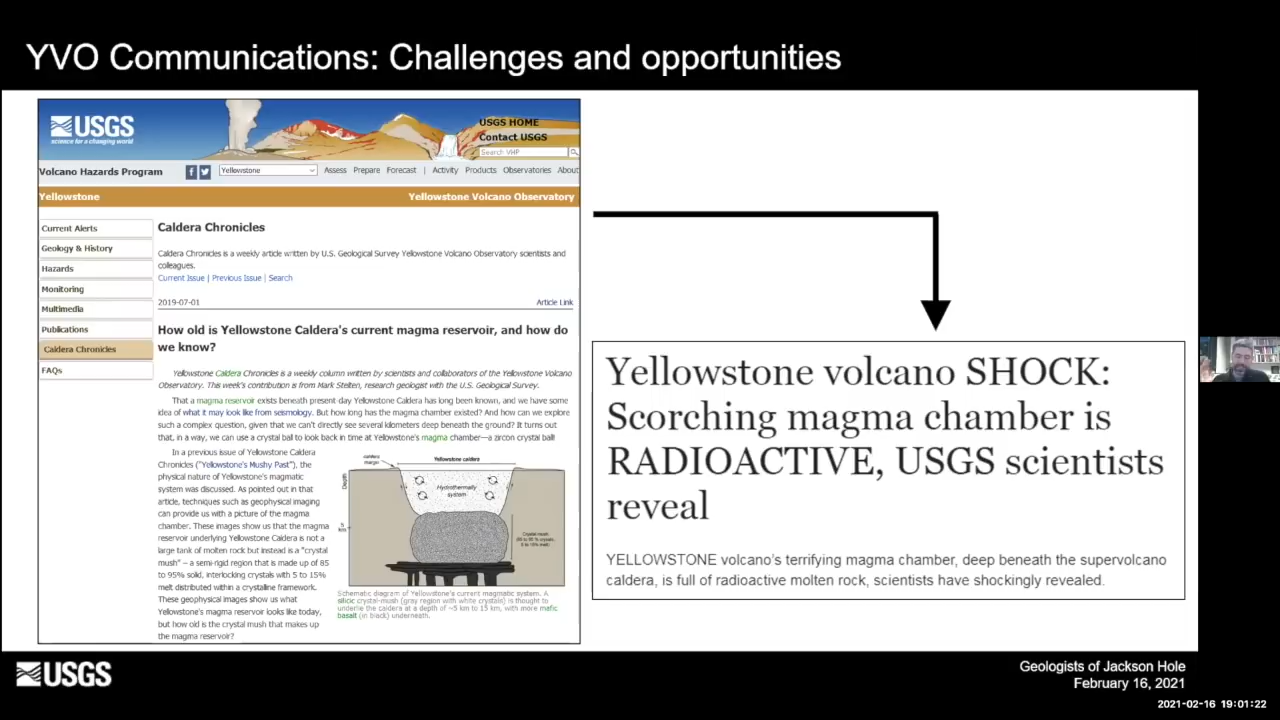 YVO Communications: Challenges and opportunities
USGS
science for a changing world
USGS HOME
Contact USGS
Search VHP
Volcano Hazards Program
Yellowstone
Assess Prepare Forecast | Activity Products Observatories About
Yellowstone
Yellowstone Volcano Observatory
Current Alerts
Geology & History
Hazards
Monitoring
Multimedia
Publications
Caldera Chronicles
FAQs
Caldera Chronicles
Caldera Chronicles is a weekly article written by U.S. Geological Survey Yellowstone Volcano Observatory scientists and
colleagues.
Current Issue | Previous Issue | Search
2019-07-01
Article Link
How old is Yellowstone Caldera's current magma reservoir, and how do
we know?
Yellowstone Caldera Chronicles is a weekly column written by scientists and collaborators of the Yellowstone Volcano
Observatory. This week's contribution is from Mark Stelten, research geologist with the U.S. Geological Survey.
That a magma reservoir exists beneath present-day Yellowstone Caldera has long been known, and we have some
idea of what it may look like from seismology. But how long has the magma chamber existed? And how can we explore
such a complex question, given that we can't directly see several kilometers deep beneath the ground? It turns out
that, in a way, we can use a crystal ball to look back in time at Yellowstone's magma chamber—a zircon crystal ball!
In a previous issue of Yellowstone Caldera
Chronicles ("Yellowstone's Mushy Past"), the
physical nature of Yellowstone's magmatic
system was discussed. As pointed out in that
article, techniques such as geophysical imaging
can provide us with a picture of the magma
chamber. These images show us that the magma
reservoir underlying Yellowstone Caldera is not a
large tank of molten rock but instead is a "crystal
mush" – a semi-rigid region that is made up of 85
to 95% solid, interlocking crystals with 5 to 15%
melt distributed within a crystalline framework.
These geophysical images show us what
Yellowstone's magma reservoir looks like today,
but how old is the crystal mush that makes up
the magma reservoir?
caldera
margin
Yellowstone caldera
Depth
Hydrothermally
system
5
km
Crystal mush
(85 to 95 % crystals,
5 to 15% melt)
Schematic diagram of Yellowstone's current magmatic system. A
silicic crystal-mush (gray region with white crystals) is thought to
underlie the caldera at a depth of ~5 km to 15 km, with more mafic
basalt (in black) underneath.
Yellowstone volcano SHOCK:
Scorching magma chamber is
RADIOACTIVE, USGS scientists
reveal
YELLOWSTONE volcano's terrifying magma chamber, deep beneath the supervolcano
caldera, is full of radioactive molten rock, scientists have shockingly revealed.
USGS
Geologists of Jackson Hole
February 16, 2021
2021-02-16 19:01:22